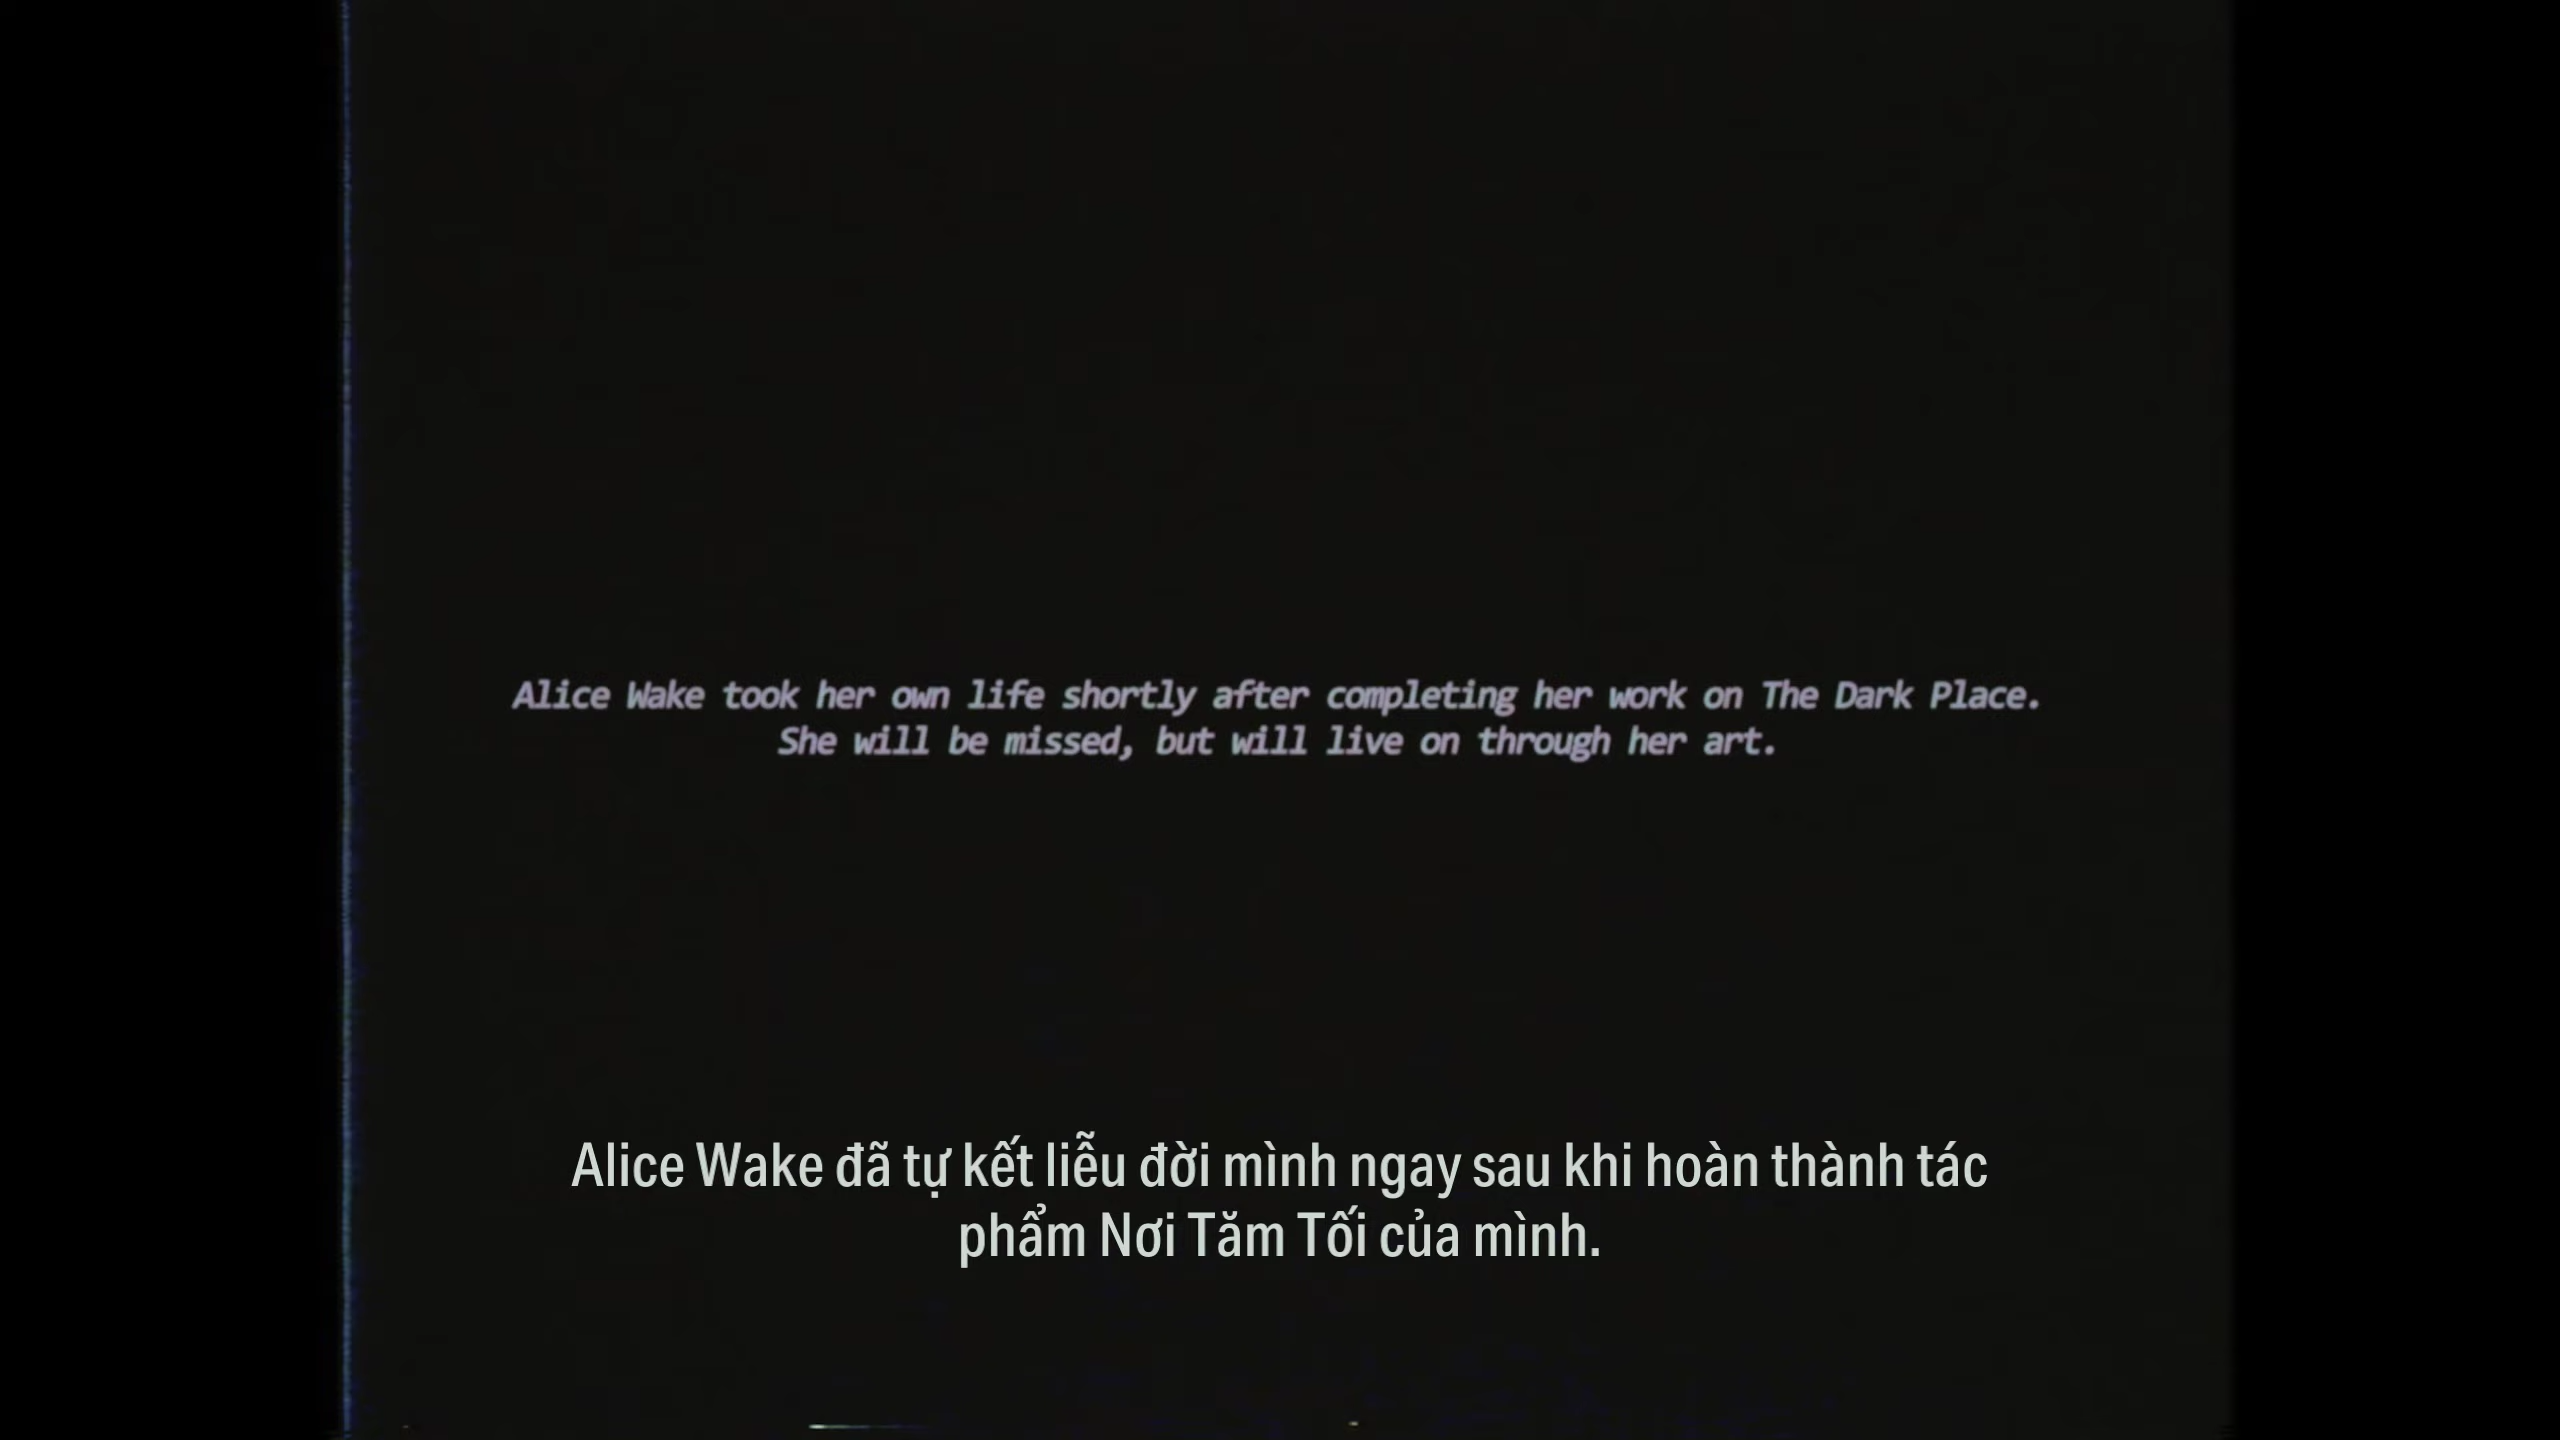 Alice Wake took her own life shortly after completing her work on The Dark Place.
She will be missed, but will live on through her art.
Alice Wake đã tự kết liễu đời mình ngay sau khi hoàn thành tác
phẩm Nơi Tăm Tối của mình.